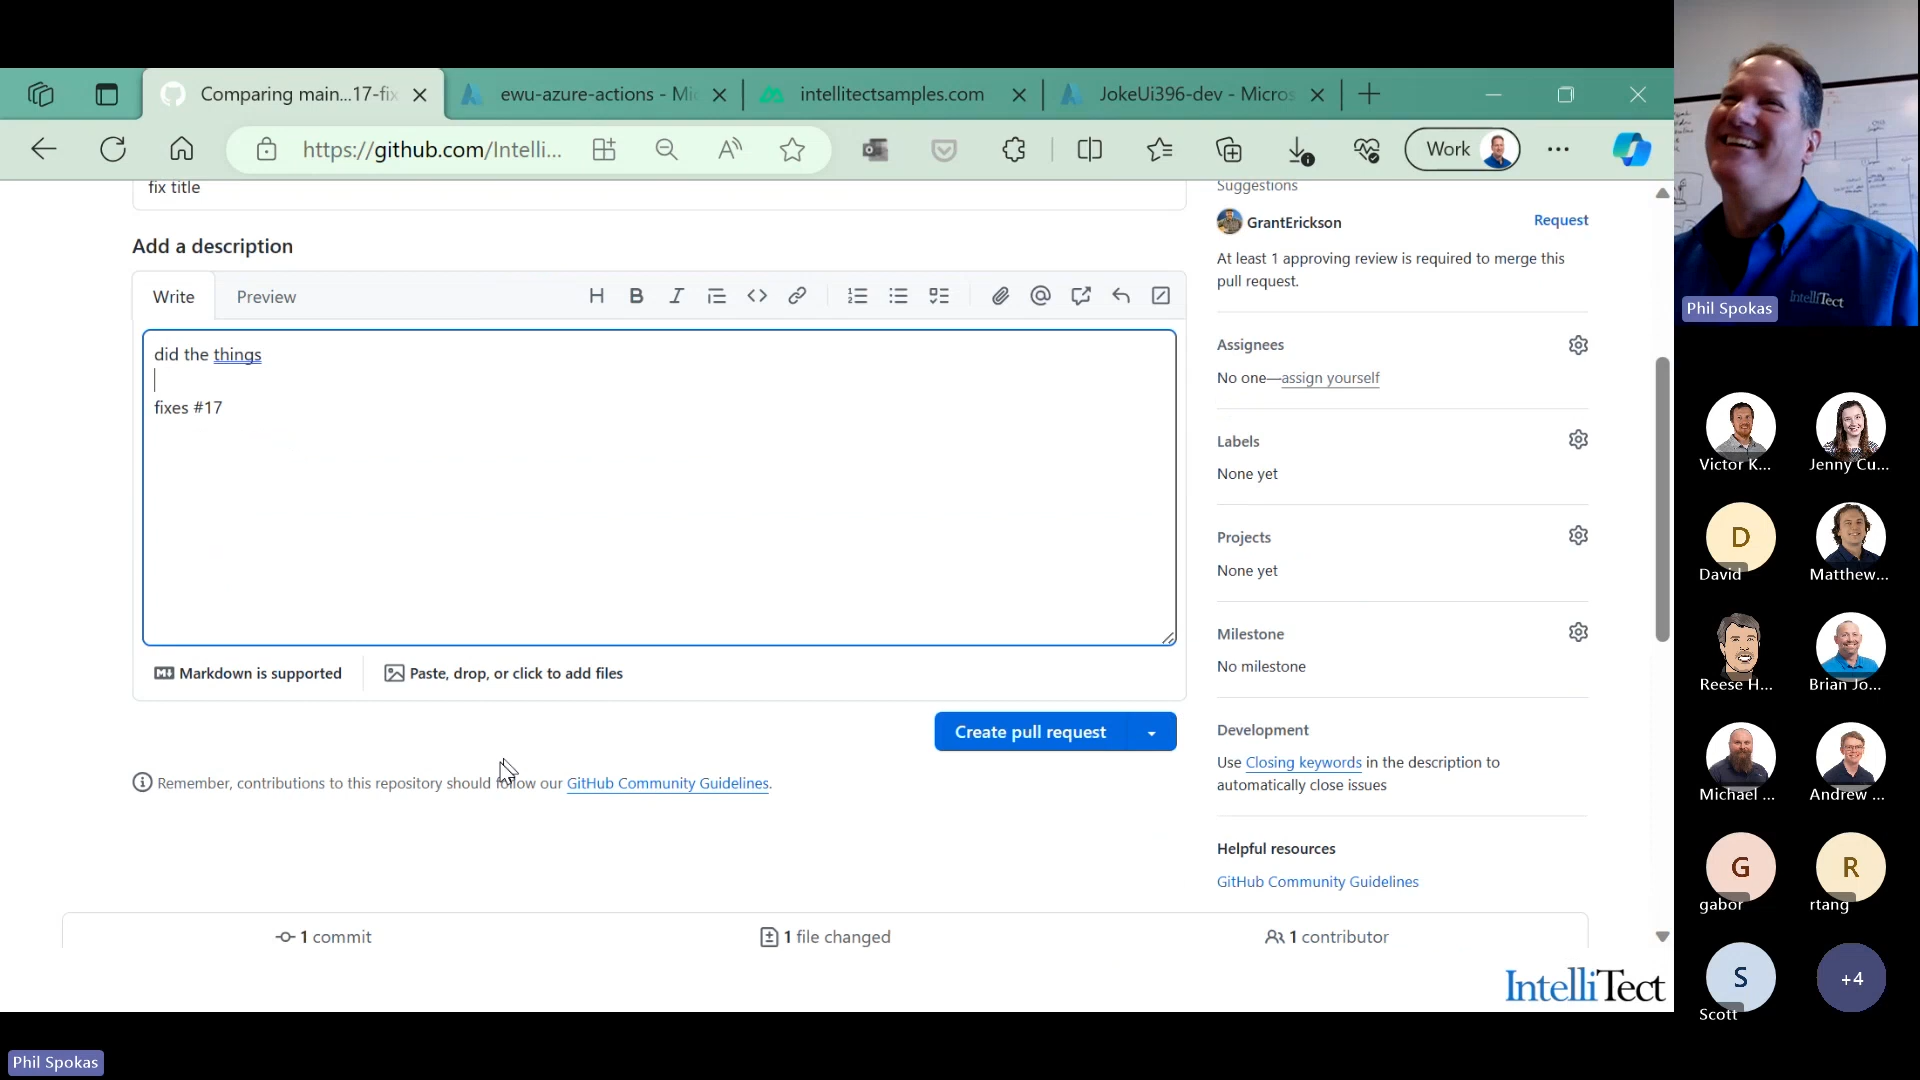 Comparing main...17-fix
ewu-azure-actions - Mic
intellitectsamples.com
JokeUi396-dev - Micros
https://github.com/Intelli...
Work
fix title
Suggestions
GrantErickson
Request
At least 1 approving review is required to merge this
pull request.
Add a description
Write
Preview
did the things
fixes #17
Assignees
No one—assign yourself
Labels
None yet
Projects
None yet
Milestone
No milestone
Markdown is supported
Paste, drop, or click to add files
Create pull request
Development
Use Closing keywords in the description to
automatically close issues
Remember, contributions to this repository should follow our GitHub Community Guidelines.
Helpful resources
GitHub Community Guidelines
1 commit
1 file changed
1 contributor
IntelliTect
IntelliTect
Phil Spokas
Victor K...
Jenny Cu...
D
David
Matthew...
Reese H...
Brian Jo...
Michael ...
Andrew ...
G
gabor
R
rtang
S
Scott
+4
Phil Spokas